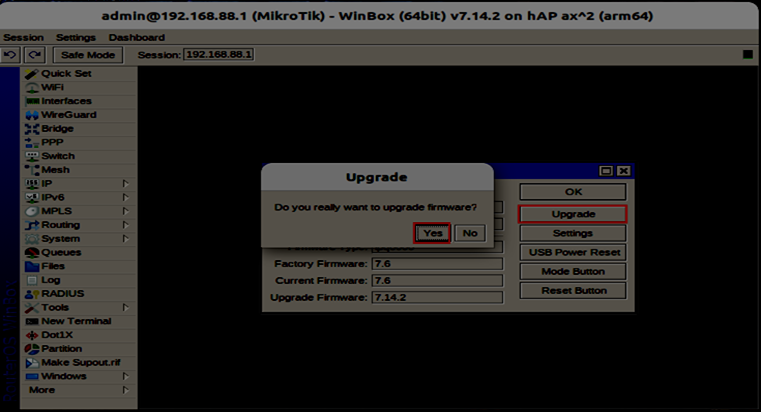 admin@192.168.88.1 (MikroTik) - WinBox (64bit) v7.14.2 on hAP ax^2 (arm64)
Session Settings Dashboard
Safe Mode Session: 192.168.88.1
Quick Set
WiFi
Interfaces
WireGuard
Bridge
PPP
Switch
Mesh
IP
IPv6
MPLS
Routing
System
Queues
Files
Log
RADIUS
Tools
New Terminal
Dot1X
Partition
Make Supout.rif
Windows
More
Upgrade
Do you really want to upgrade firmware?
Yes No
Factory Firmware: 7.6
Current Firmware: 7.6
Upgrade Firmware: 7.14.2
OK
Upgrade
Settings
USB Power Reset
Mode Button
Reset Button